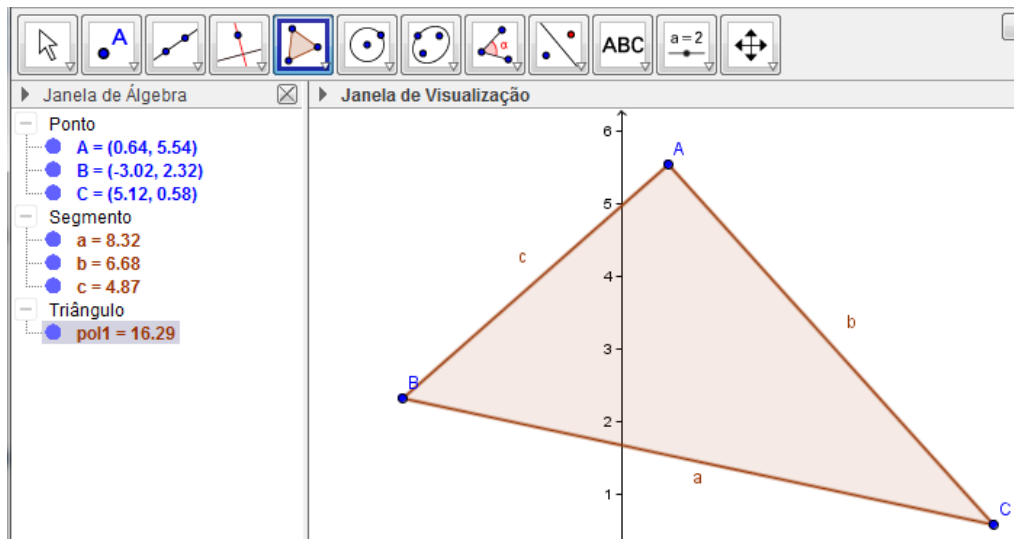 A
α
ABC
a=2
Janela de Álgebra
Janela de Visualização
Ponto
A = (0.64, 5.54)
B = (-3.02, 2.32)
C = (5.12, 0.58)
Segmento
a = 8.32
b = 6.68
c = 4.87
Triângulo
pol1 = 16.29
6
A
5
c
4
b
3
B
2
a
1
C